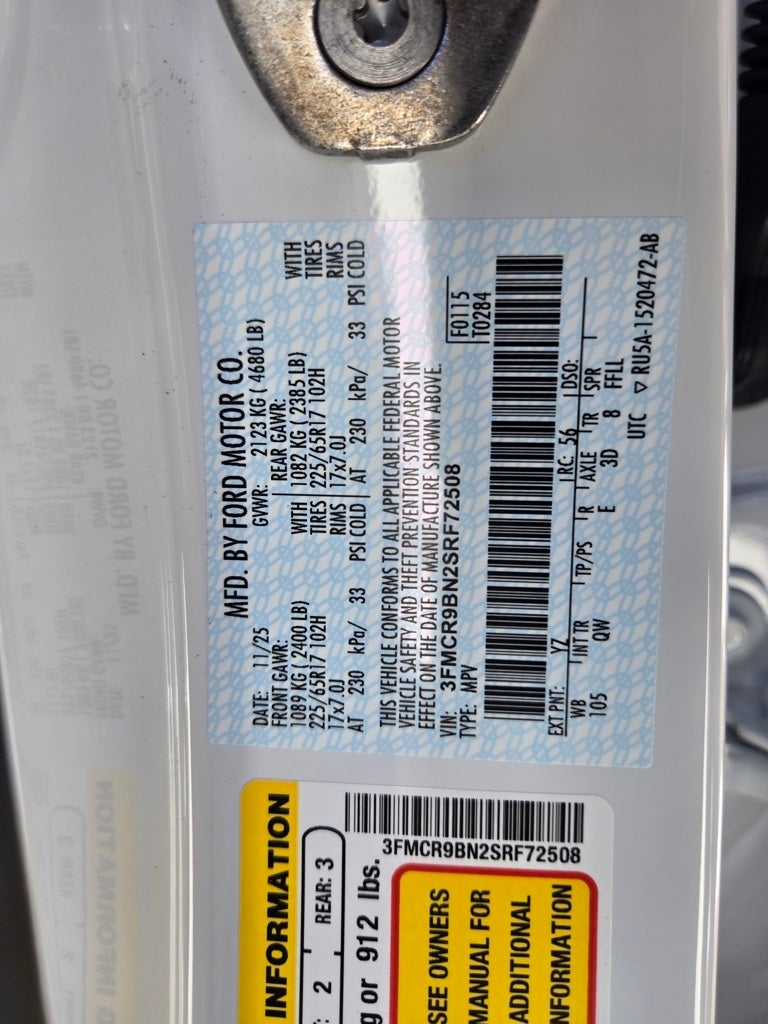 MFD. BY FORD MOTOR CO.
DATE: 11/25 GVWR: 2123 KG ( 4680 LB)
FRONT GAWR: REAR GAWR:
1089 KG ( 2400 LB) WITH 1082 KG ( 2385 LB) WITH
225/65R17 102H TIRES 225/65R17 102H TIRES
17x7.0J RIMS 17x7.0J RIMS
AT 230 kPa/ 33 PSI COLD AT 230 kPa/ 33 PSI COLD
THIS VEHICLE CONFORMS TO ALL APPLICABLE FEDERAL MOTOR
VEHICLE SAFETY AND THEFT PREVENTION STANDARDS IN
EFFECT ON THE DATE OF MANUFACTURE SHOWN ABOVE.
VIN: 3FMCR9BN2SRF72508
TYPE: MPV
F0115
T0284
EXT PNT: YZ RC: 56 DSO:
WB INT TR TP/PS R AXLE TR SPR
105 QW E 3D 8 FFLL
UTC ▽ RU5A-1520472-AB
INFORMATION
: 2 REAR: 3
g or 912 lbs.
3FMCR9BN2SRF72508
SEE OWNERS
MANUAL FOR
ADDITIONAL
INFORMATION